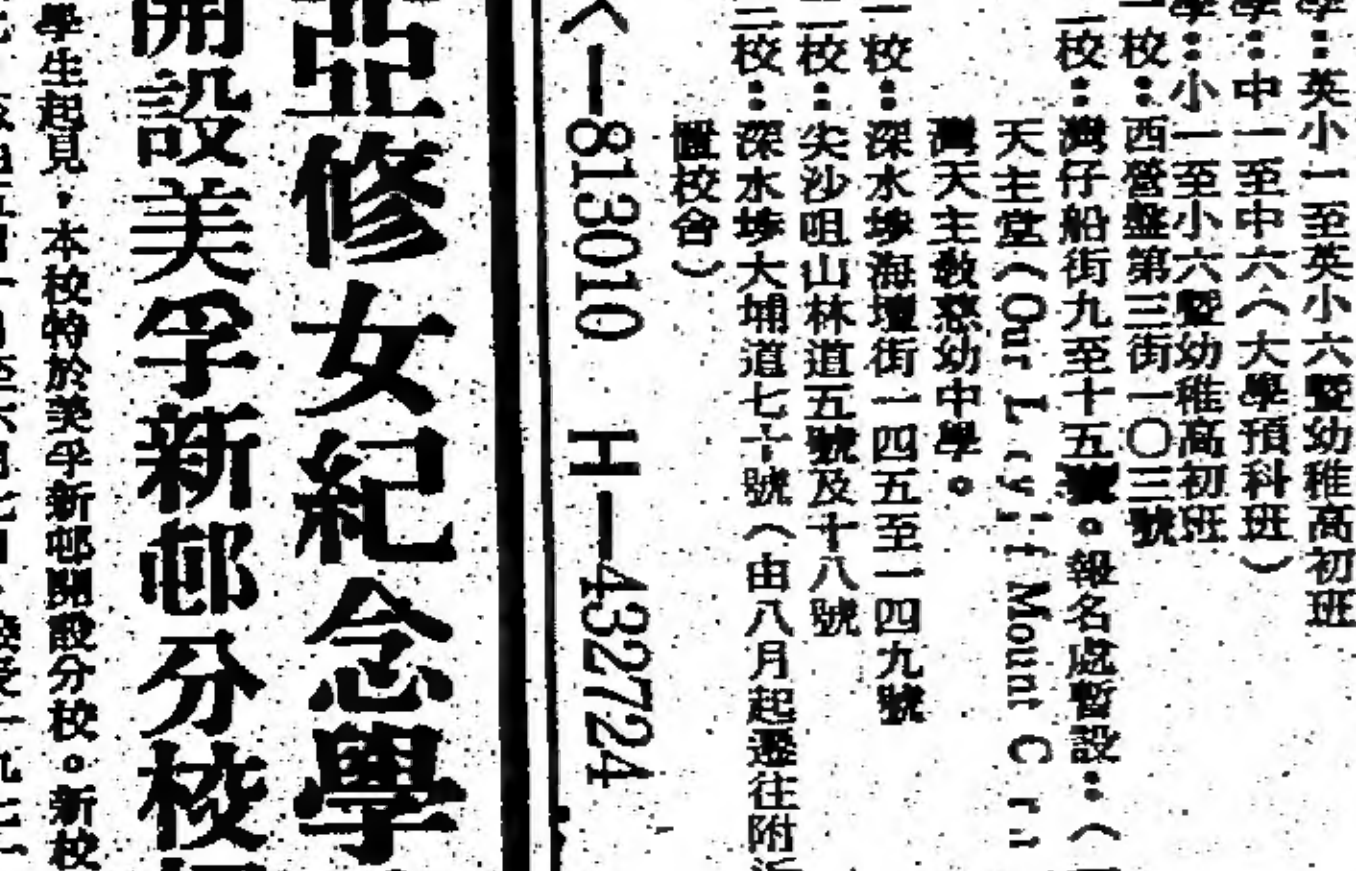 學：英小一至英小六暨幼稚高初班
學：中一至中六（大學預科班）
學：小一至小六暨幼稚高初班
校：西營盤第三街一〇三號
二校：灣仔船街九至十五號。報名處暫設：（
天主堂（Our Mount C
灣天主教慈幼中學。
校：深水埗海壇街一四五至一四九號
二校：尖沙咀山林道五號及十八號
三校：深水埗大埔道七十號（由八月起遷往附
置校舍）
K—813010 H—432724
亞修女紀念學
開設美孚新邨分校
學生起見，本校特於美孚新邨開設分校。新校